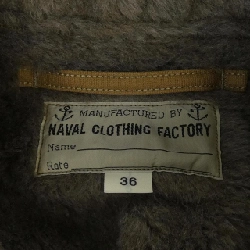 MANUFACTURED BY
NAVAL CLOTHING FACTORY
Name
Rate
36